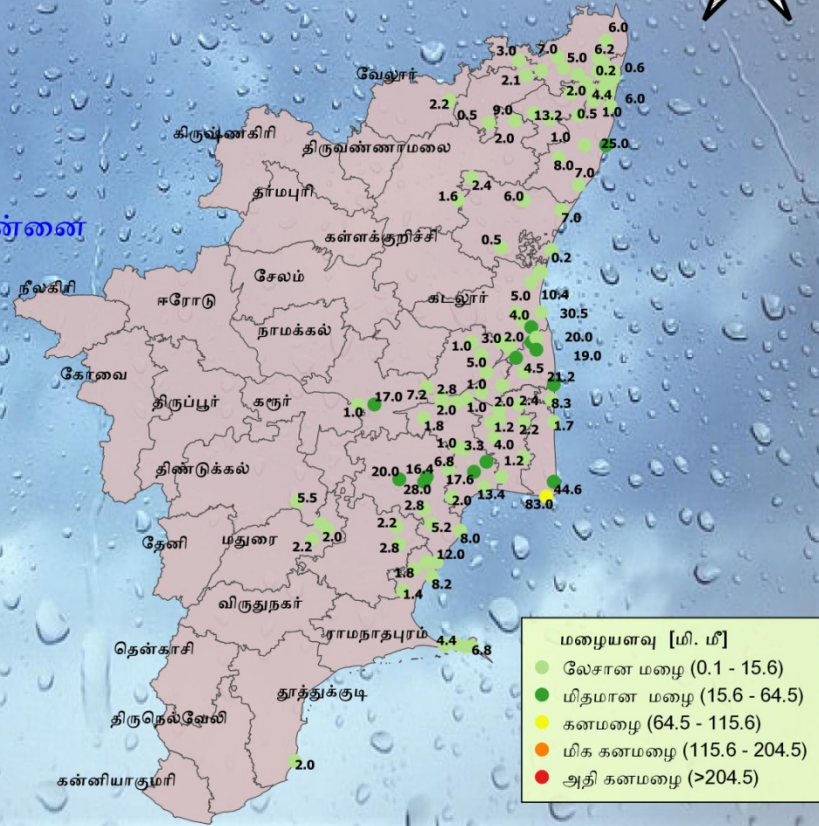 6.0
3.0
7.0
6.2
5.0
வேலூர்
0.2
0.6
2.1
2.0
4.4
2.2
9.0
6.0
0.5
13.2
0.5
1.0
கிருஷ்ணகிரி
திருவண்ணாமலை
2.0
1.0
25.0
8.0
தர்மபுரி
2.4
7.0
1.6
6.0
7.0
கள்ளக்குறிச்சி
0.5
0.2
சேலம்
நீலகிரி
ஈரோடு
கடலூர்
5.0
10.4
4.0
30.5
நாமக்கல்
3.0
2.0
20.0
1.0
19.0
கோவை
5.0
4.5
21.2
திருப்பூர்
கரூர்
17.0
7.2
2.8
1.0
1.0
2.0
1.0
2.0
2.4
8.3
1.8
1.2
2.2
1.7
1.0
3.3
4.0
திண்டுக்கல்
6.8
1.2
20.0
16.4
17.6
28.0
13.4
44.6
5.5
2.0
83.0
2.8
தேனி
மதுரை
2.0
2.2
5.2
8.0
2.2
2.8
12.0
1.8
8.2
விருதுநகர்
1.4
ராமநாதபுரம்
4.4
6.8
தென்காசி
தூத்துக்குடி
திருநெல்வேலி
2.0
கன்னியாகுமரி
மழையளவு [மி. மீ]
லேசான மழை (0.1 - 15.6)
மிதமான மழை (15.6 - 64.5)
கனமழை (64.5 - 115.6)
மிக கனமழை (115.6 - 204.5)
அதி கனமழை (>204.5)